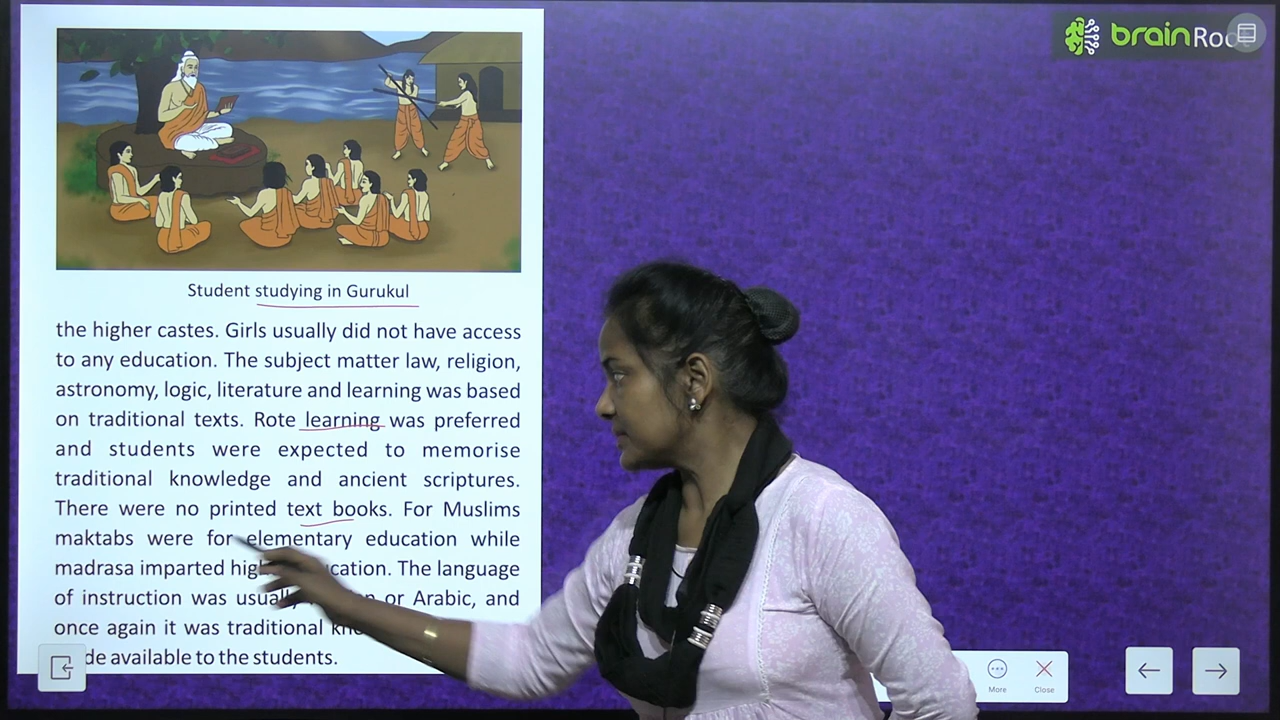 brainRoo
Student studying in Gurukul
the higher castes. Girls usually did not have access
to any education. The subject matter law, religion,
astronomy, logic, literature and learning was based
on traditional texts. Rote learning was preferred
and students were expected to memorise
traditional knowledge and ancient scriptures.
There were no printed text books. For Muslims
maktabs were for elementary education while
madrasa imparted education. The language
of instruction was or Arabic, and
once again it was traditional
available to the students.
More
Close